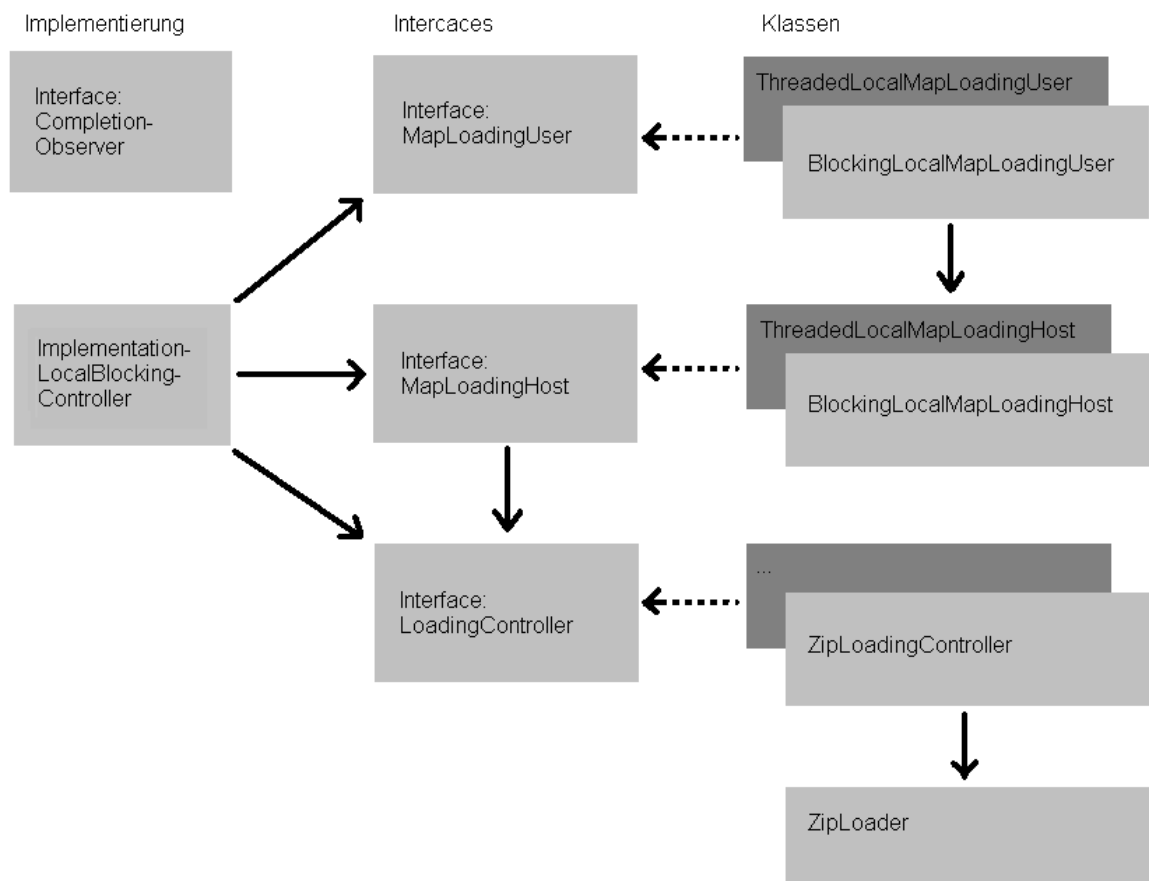 Implementierung
Intercaces
Klassen
Interface:
Completion-
Observer
Interface:
MapLoadingUser
ThreadedLocalMapLoadingUser
BlockingLocalMapLoadingUser
Implementation-
LocalBlocking-
Controller
Interface:
MapLoadingHost
ThreadedLocalMapLoadingHost
BlockingLocalMapLoadingHost
Interface:
LoadingController
...
ZipLoadingController
ZipLoader